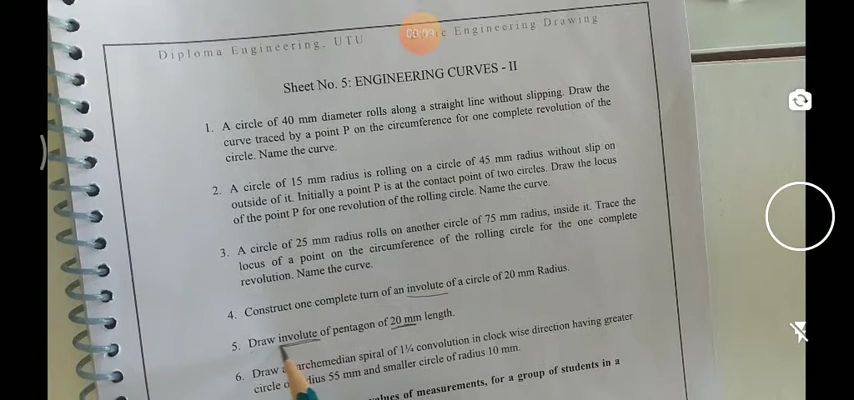 Diploma Engineering, UTU
c Engineering Drawing
00:09
Sheet No. 5: ENGINEERING CURVES - II
1. A circle of 40 mm diameter rolls along a straight line without slipping. Draw the
curve traced by a point P on the circumference for one complete revolution of the
circle. Name the curve.
2. A circle of 15 mm radius is rolling on a circle of 45 mm radius without slip on
outside of it. Initially a point P is at the contact point of two circles. Draw the locus
of the point P for one revolution of the rolling circle. Name the curve.
3. A circle of 25 mm radius rolls on another circle of 75 mm radius, inside it. Trace the
locus of a point on the circumference of the rolling circle for the one complete
revolution. Name the curve.
4. Construct one complete turn of an involute of a circle of 20 mm Radius.
5. Draw involute of pentagon of 20 mm length.
6. Draw archemedian spiral of 1¼ convolution in clock wise direction having greater
circle 55 mm and smaller circle of radius 10 mm.
of measurements, for a group of students in a